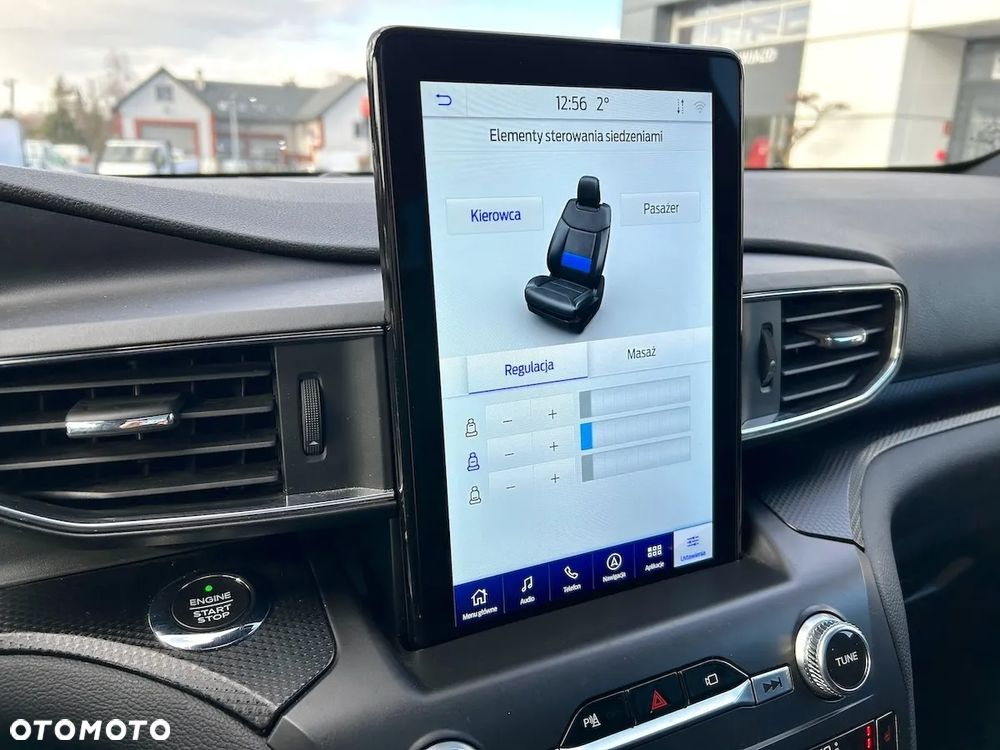 12:56 2°
Elementy sterowania siedzeniami
Kierowca
Pasażer
Regulacja
Masaż
− +
− +
− +
Menu główne
Audio
Telefon
Nawigacja
Aplikacje
Ustawienia
ENGINE
START
STOP
TUNE
OTOMOTO